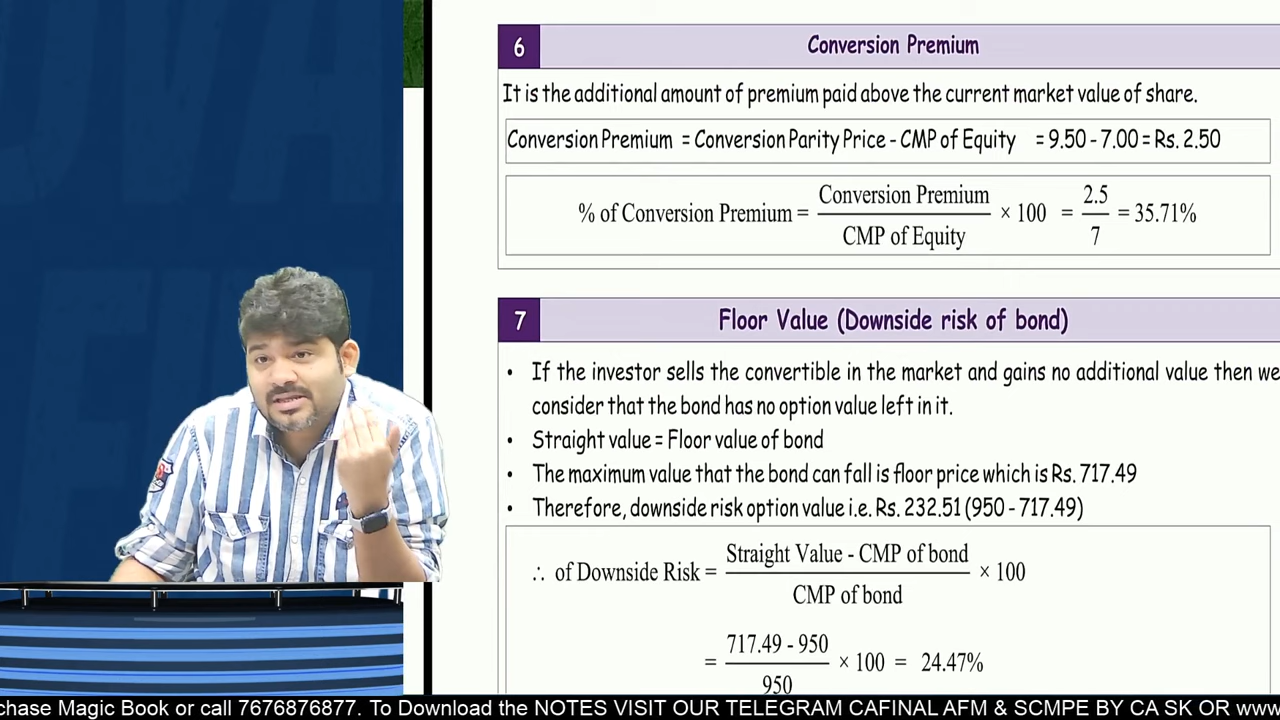 6
Conversion Premium
It is the additional amount of premium paid above the current market value of share.
Conversion Premium = Conversion Parity Price - CMP of Equity = 9.50 - 7.00 = Rs. 2.50
% of Conversion Premium = Conversion Premium / CMP of Equity × 100 = 2.5 / 7 = 35.71%
7
Floor Value (Downside risk of bond)
• If the investor sells the convertible in the market and gains no additional value then we
consider that the bond has no option value left in it.
• Straight value = Floor value of bond
• The maximum value that the bond can fall is floor price which is Rs. 717.49
• Therefore, downside risk option value i.e. Rs. 232.51 (950 - 717.49)
∴ of Downside Risk = Straight Value - CMP of bond / CMP of bond × 100
= 717.49 - 950 / 950 × 100 = 24.47%
chase Magic Book or call 7676876877. To Download the NOTES VISIT OUR TELEGRAM CAFINAL AFM & SCMPE BY CA SK OR www